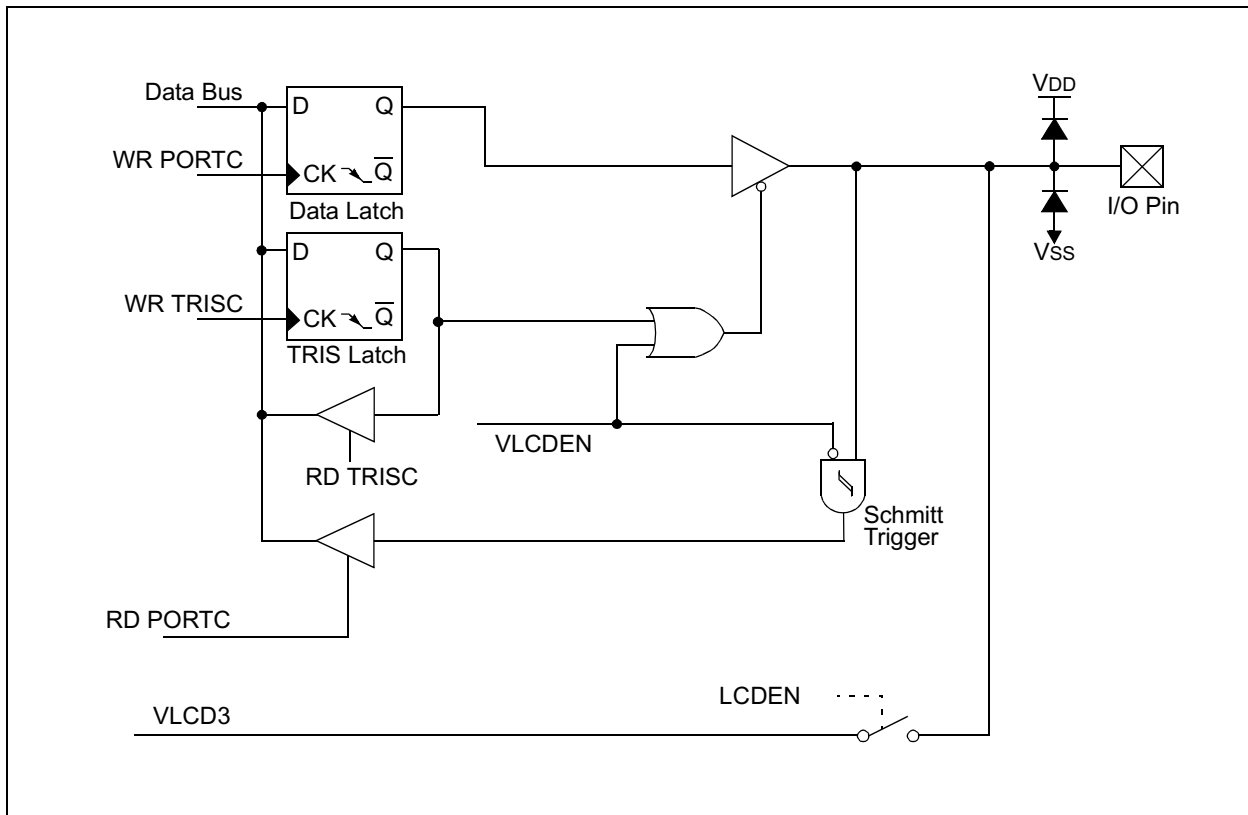 Data Bus
D
Q
VDD
WR PORTC
CK
Q̅
I/O Pin
Data Latch
D
Q
VSS
WR TRISC
CK
Q̅
TRIS Latch
VLCDEN
RD TRISC
Schmitt
Trigger
RD PORTC
LCDEN
VLCD3